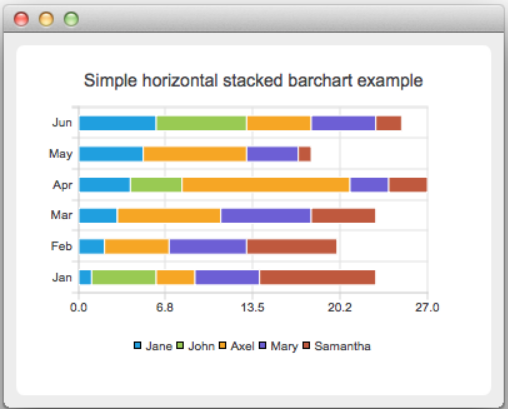 Simple horizontal stacked barchart example
Jun
May
Apr
Mar
Feb
Jan
0.0 6.8 13.5 20.2 27.0
Jane John Axel Mary Samantha